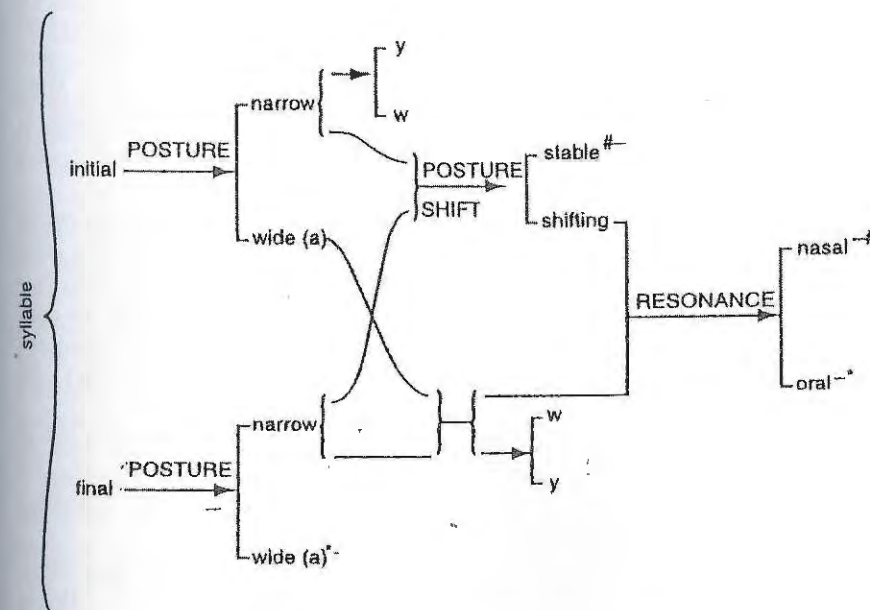 syllable
initial
POSTURE
narrow
y
w
wide (a)
POSTURE
SHIFT
stable #–
shifting
RESONANCE
nasal –#
oral –*
final
POSTURE
narrow
wide (a)*–
w
y